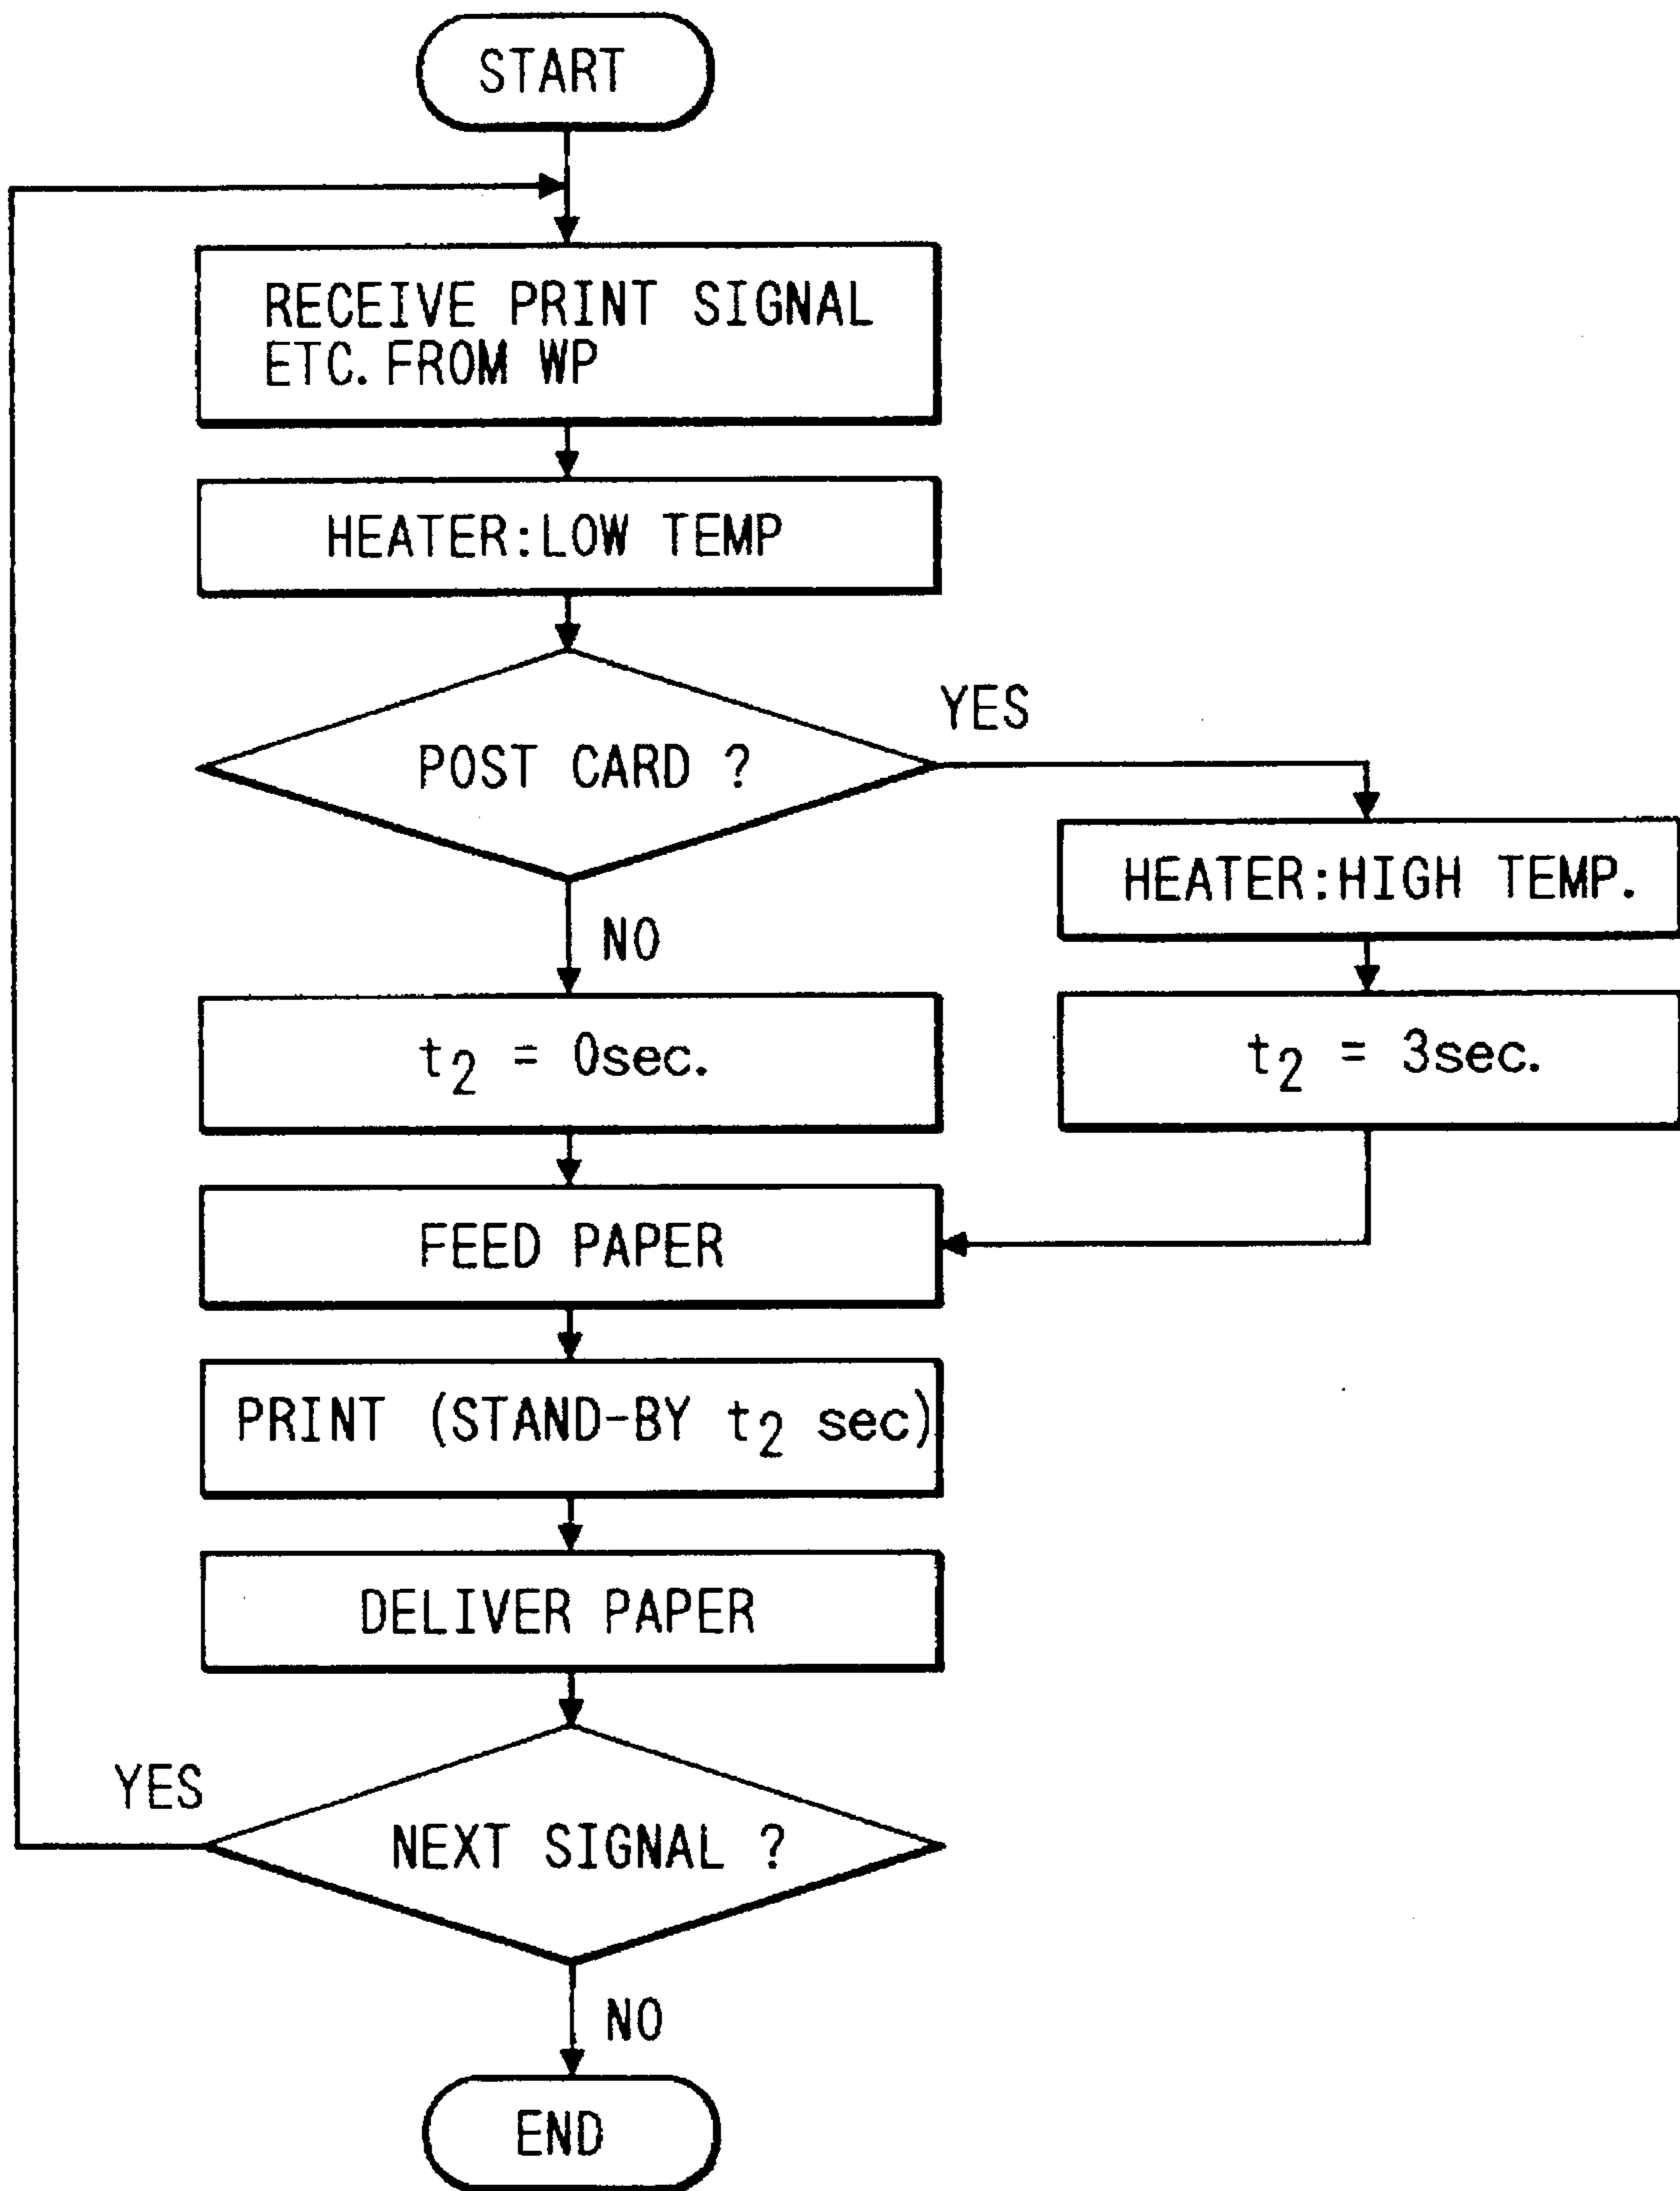 START
RECEIVE PRINT SIGNAL
ETC. FROM WP
HEATER:LOW TEMP
POST CARD ?
YES
HEATER:HIGH TEMP.
NO
t₂ = 0sec.
t₂ = 3sec.
FEED PAPER
PRINT (STAND-BY t₂ sec)
DELIVER PAPER
YES
NEXT SIGNAL ?
NO
END